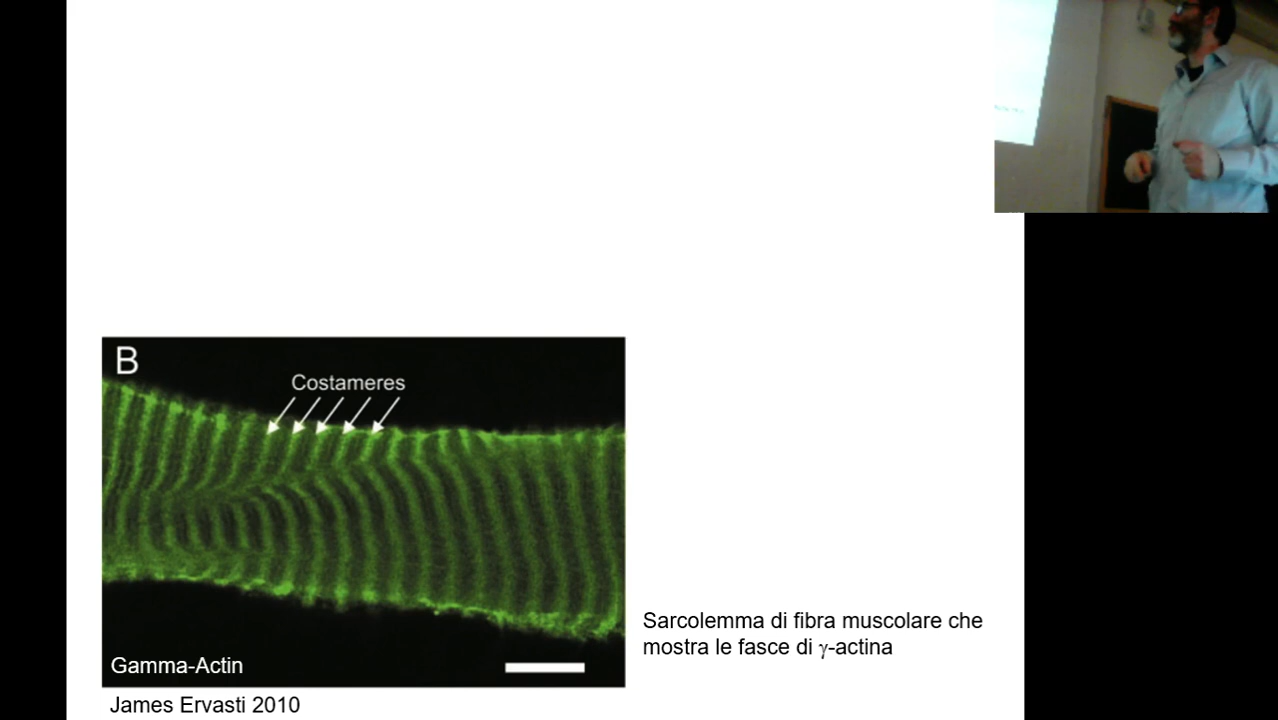 B
Costameres
Gamma-Actin
James Ervasti 2010
Sarcolemma di fibra muscolare che
mostra le fasce di γ-actina